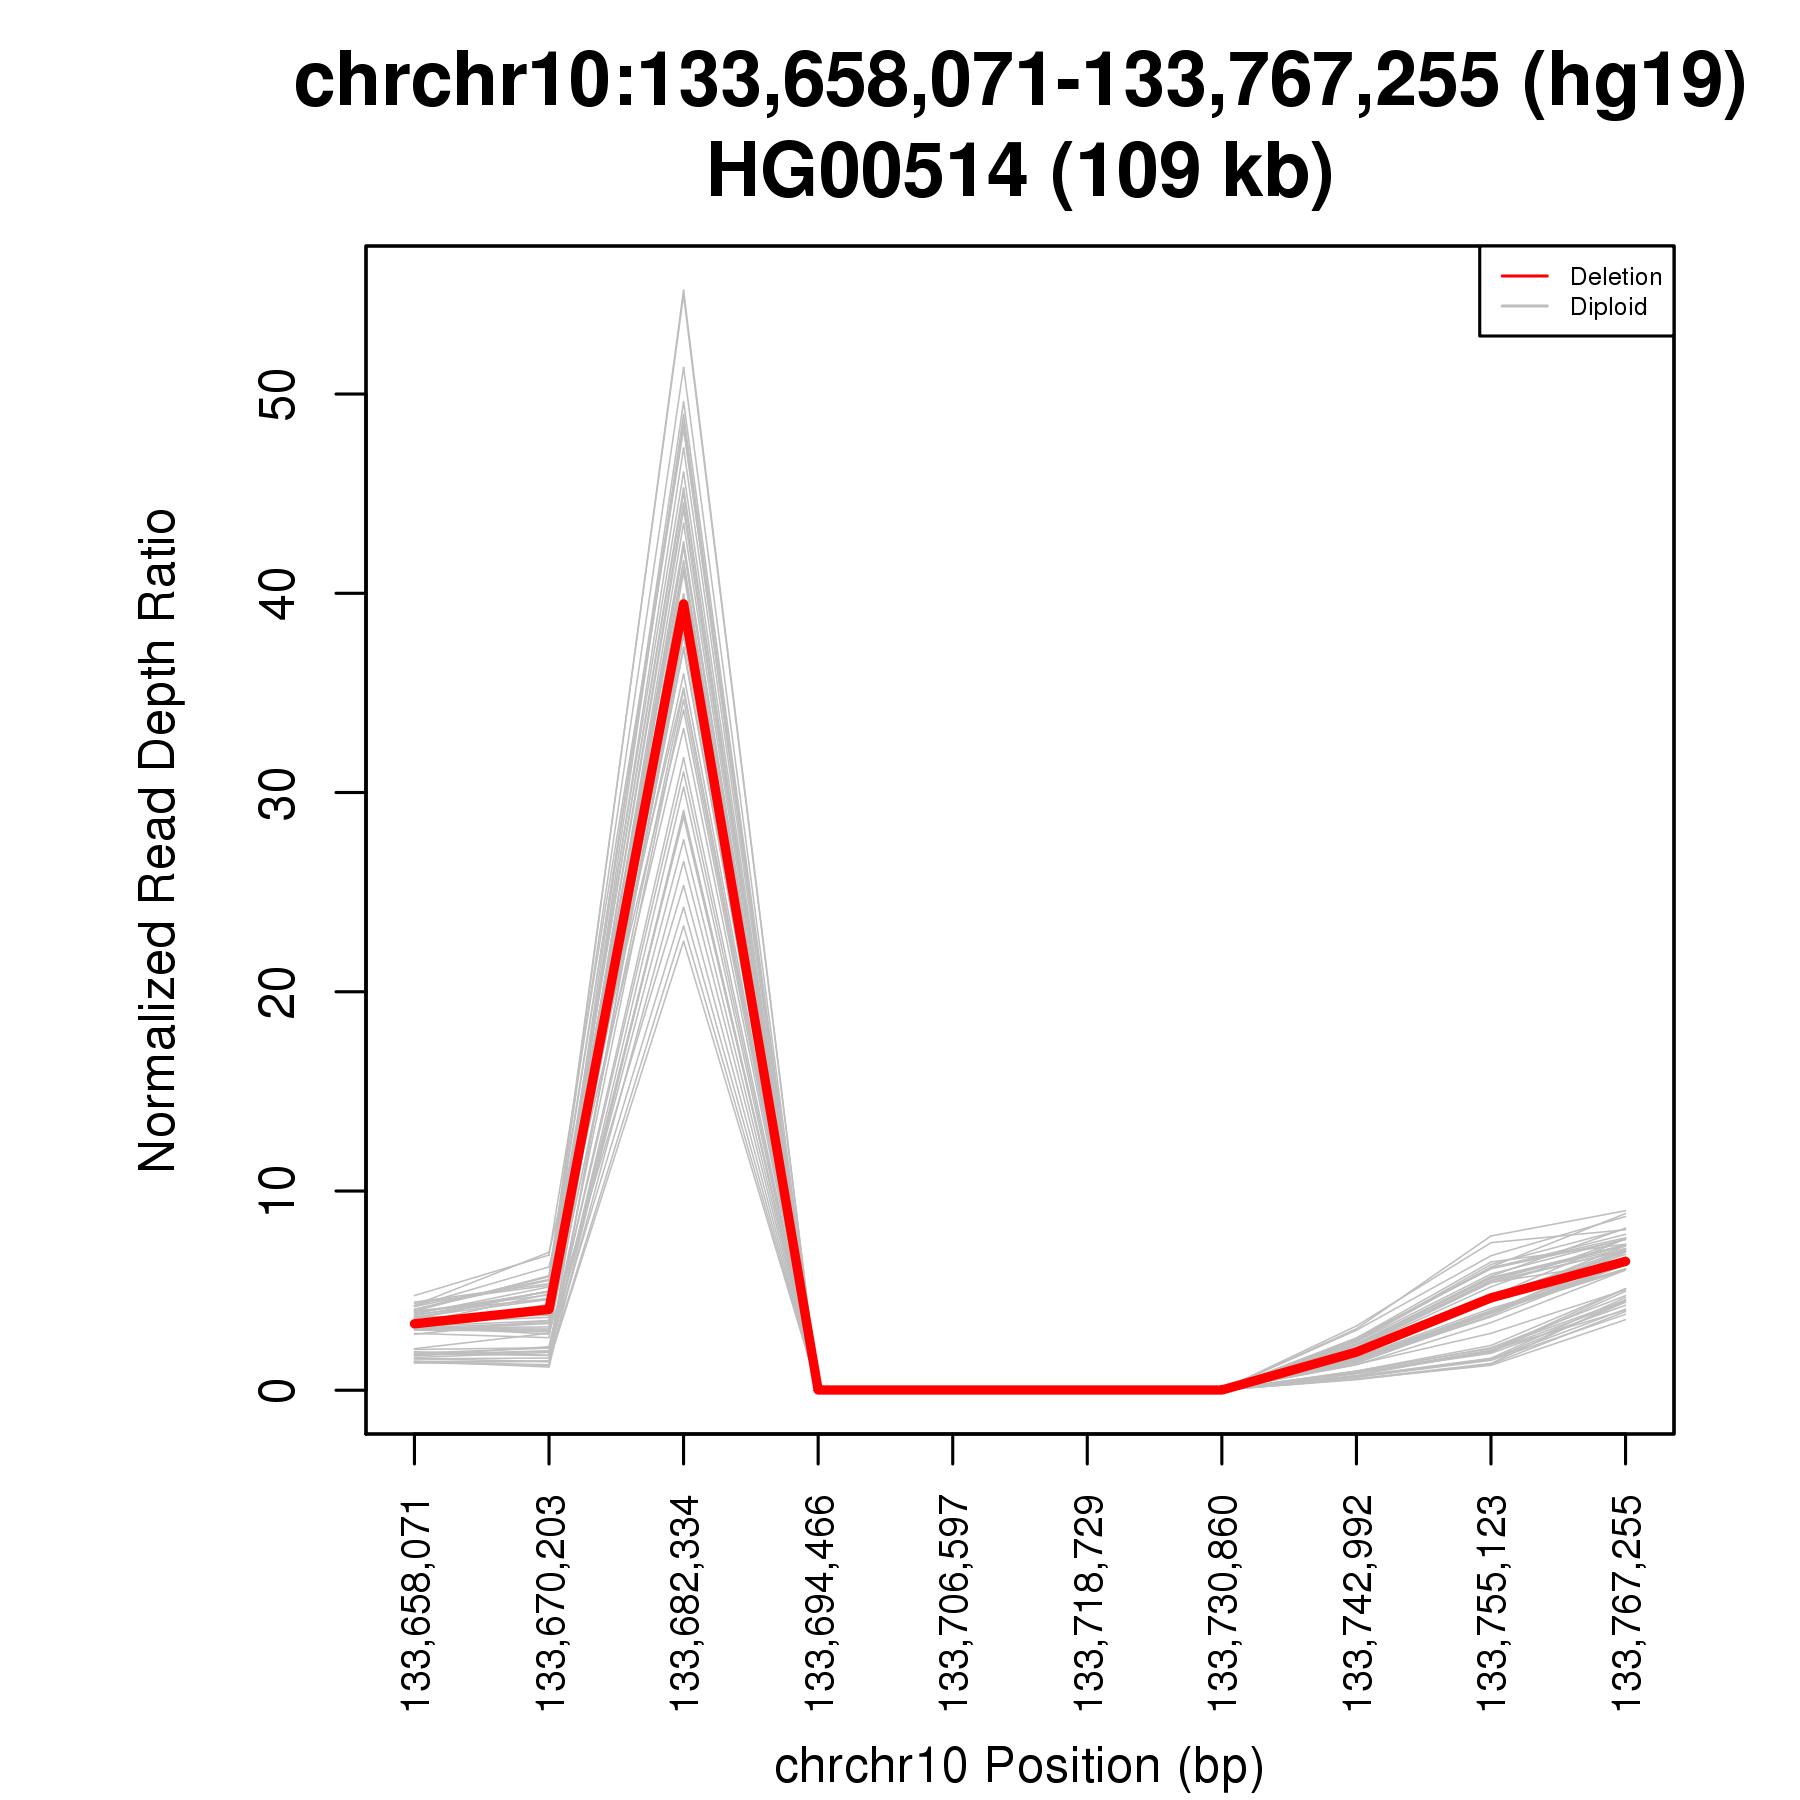 chrchr10:133,658,071-133,767,255 (hg19)
HG00514 (109 kb)
Deletion
Diploid
Normalized Read Depth Ratio
50
40
30
20
10
0
133,658,071
133,670,203
133,682,334
133,694,466
133,706,597
133,718,729
133,730,860
133,742,992
133,755,123
133,767,255
chrchr10 Position (bp)